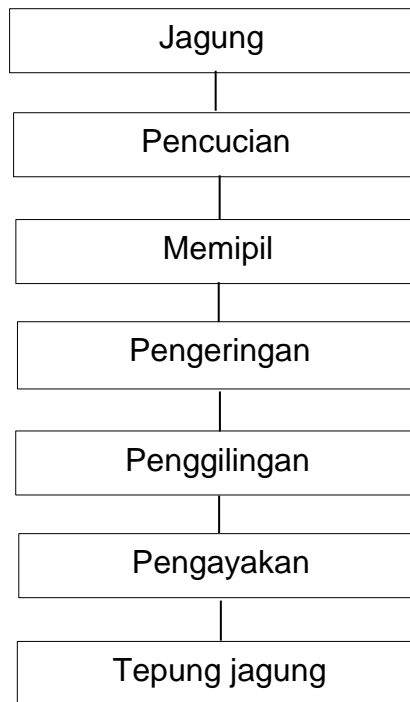 Jagung
Pencucian
Memipil
Pengeringan
Penggilingan
Pengayakan
Tepung jagung